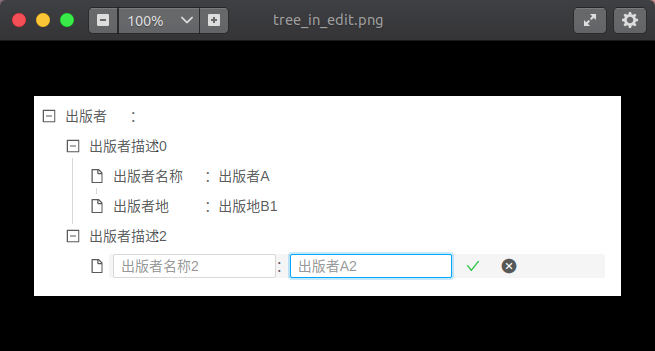 100% tree_in_edit.png
出版者 :
出版者描述0
出版者名称 : 出版者A
出版者地 : 出版地B1
出版者描述2
出版者名称2 : 出版者A2